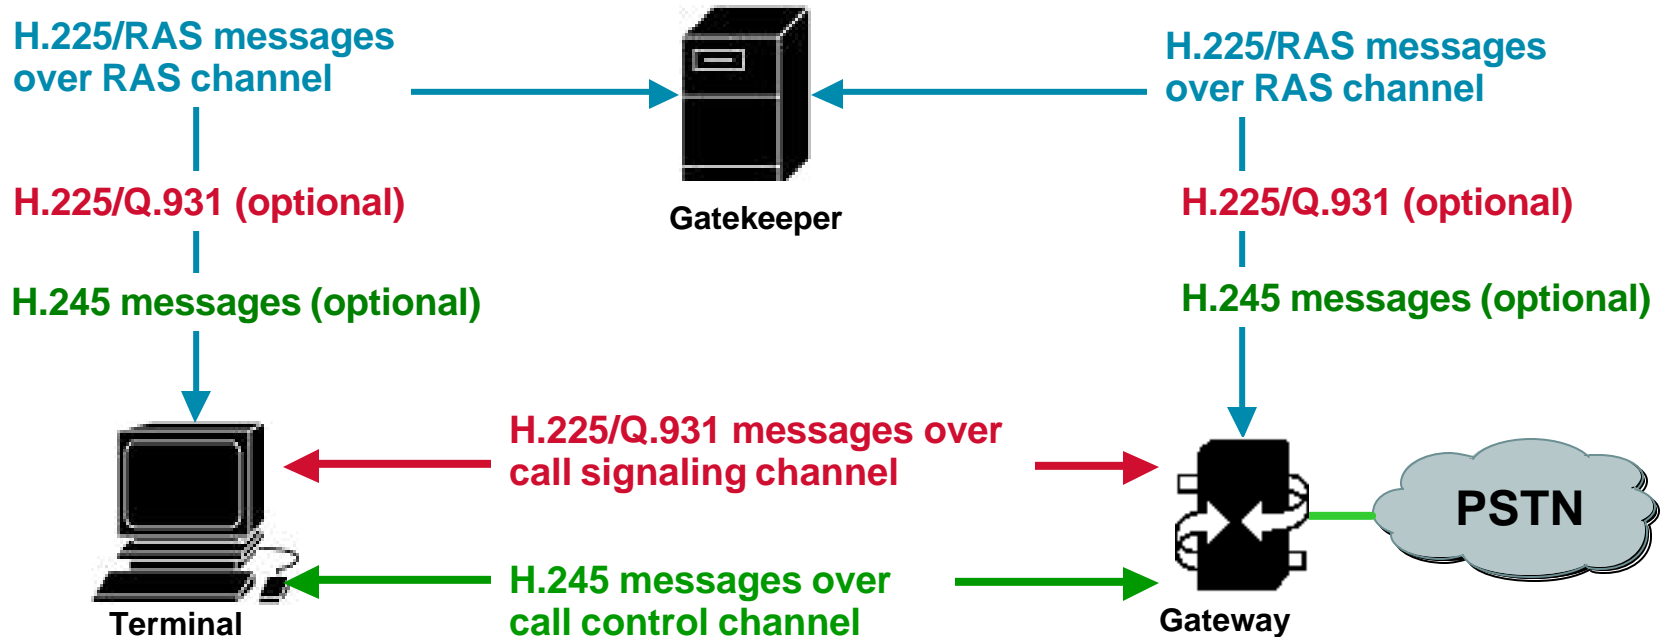 H.225/RAS messages
over RAS channel
H.225/Q.931 (optional)
H.245 messages (optional)
Gatekeeper
H.225/RAS messages
over RAS channel
H.225/Q.931 (optional)
H.245 messages (optional)
H.225/Q.931 messages over
call signaling channel
H.245 messages over
call control channel
Terminal
Gateway
PSTN